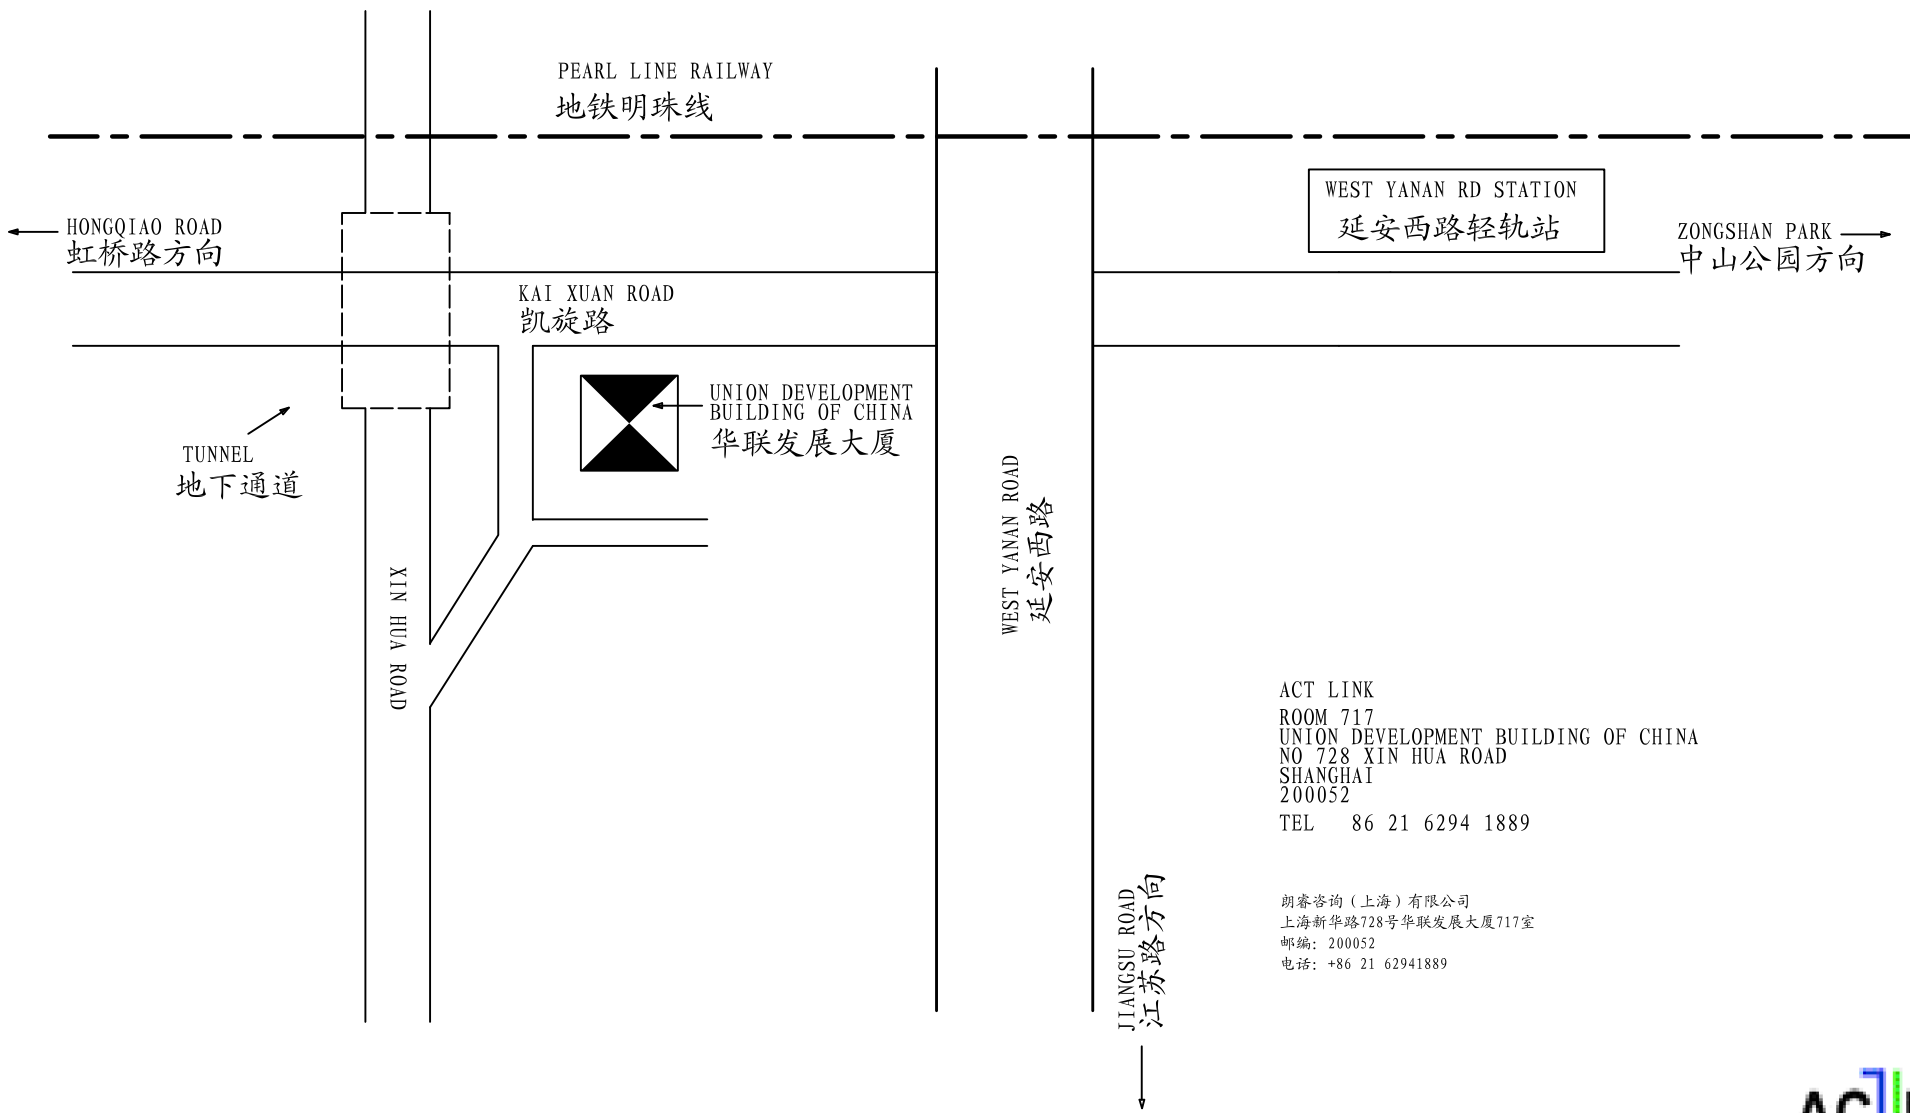 PEARL LINE RAILWAY
地铁明珠线
WEST YANAN RD STATION
延安西路轻轨站
HONGQIAO ROAD
虹桥路方向
ZONGSHAN PARK
中山公园方向
KAI XUAN ROAD
凯旋路
UNION DEVELOPMENT
BUILDING OF CHINA
华联发展大厦
TUNNEL
地下通道
XIN HUA ROAD
WEST YANAN ROAD
延安西路
ACT LINK
ROOM 717
UNION DEVELOPMENT BUILDING OF CHINA
NO 728 XIN HUA ROAD
SHANGHAI
200052
TEL 86 21 6294 1889
JIANGSU ROAD
江苏路方向
朗睿咨询（上海）有限公司
上海新华路728号华联发展大厦717室
邮编: 200052
电话: +86 21 62941889